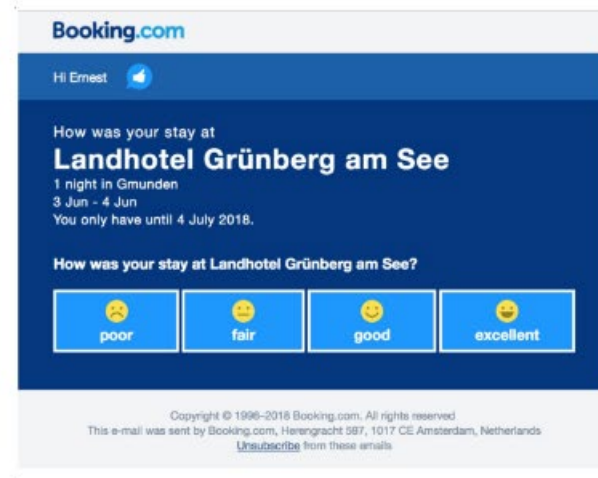 Booking.com
Hi Ernest
How was your stay at
Landhotel Grünberg am See
1 night in Gmunden
3 Jun - 4 Jun
You only have until 4 July 2018.
How was your stay at Landhotel Grünberg am See?
poor fair good excellent
Copyright © 1996–2018 Booking.com. All rights reserved
This e-mail was sent by Booking.com, Herengracht 597, 1017 CE Amsterdam, Netherlands
Unsubscribe from these emails